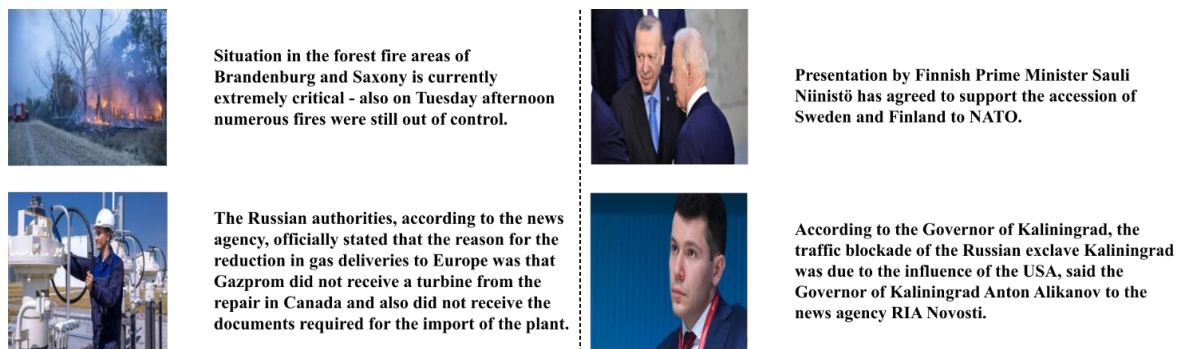 Situation in the forest fire areas of
Brandenburg and Saxony is currently
extremely critical - also on Tuesday afternoon
numerous fires were still out of control.
The Russian authorities, according to the news
agency, officially stated that the reason for the
reduction in gas deliveries to Europe was that
Gazprom did not receive a turbine from the
repair in Canada and also did not receive the
documents required for the import of the plant.
Presentation by Finnish Prime Minister Sauli
Niinistö has agreed to support the accession of
Sweden and Finland to NATO.
According to the Governor of Kaliningrad, the
traffic blockade of the Russian exclave Kaliningrad
was due to the influence of the USA, said the
Governor of Kaliningrad Anton Alikanov to the
news agency RIA Novosti.